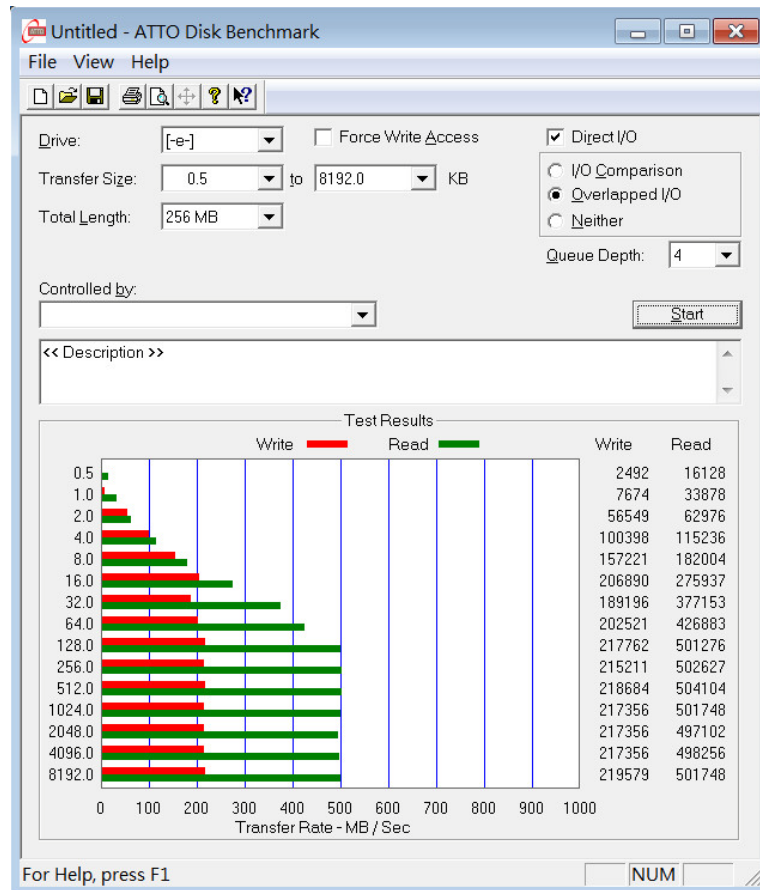 Untitled - ATTO Disk Benchmark
File View Help
Drive: [-e-] Force Write Access Direct I/O
Transfer Size: 0.5 to 8192.0 KB I/O Comparison
Overlapped I/O
Total Length: 256 MB Neither
Queue Depth: 4
Controlled by:
Start
<< Description >>
Test Results
Write Read Write Read
0.5 2492 16128
1.0 7674 33878
2.0 56549 62976
4.0 100398 115236
8.0 157221 182004
16.0 206890 275937
32.0 189196 377153
64.0 202521 426883
128.0 217762 501276
256.0 215211 502627
512.0 218684 504104
1024.0 217356 501748
2048.0 217356 497102
4096.0 217356 498256
8192.0 219579 501748
0 100 200 300 400 500 600 700 800 900 1000
Transfer Rate - MB / Sec
For Help, press F1 NUM